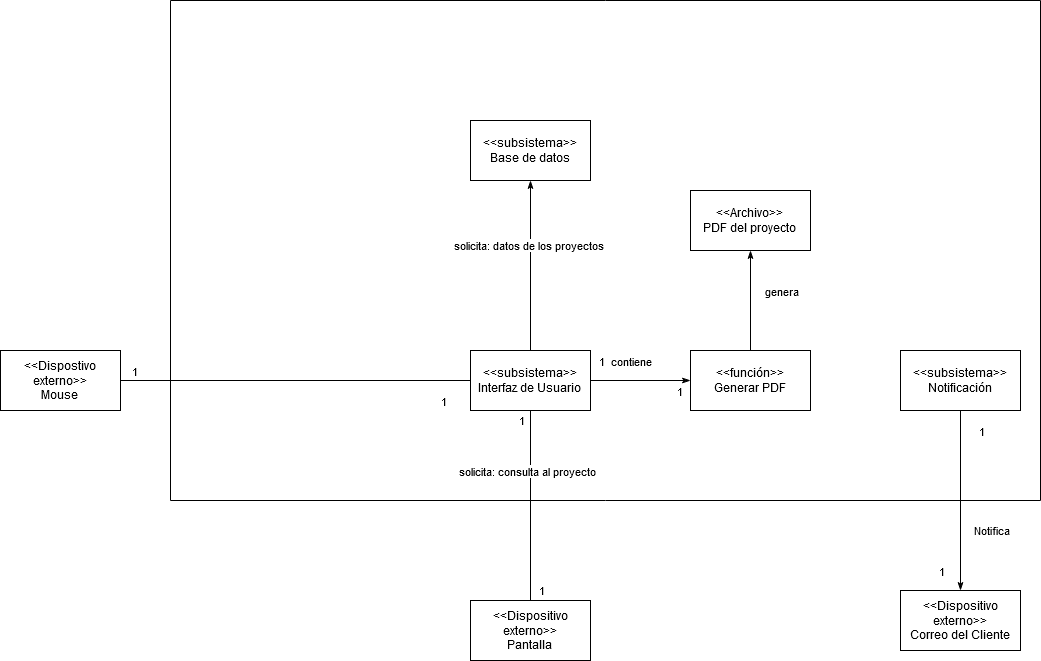 <<subsistema>>
Base de datos
<<Archivo>>
PDF del proyecto
solicita: datos de los proyectos
genera
<<Dispostivo
externo>>
Mouse
1
1
<<subsistema>>
Interfaz de Usuario
1 contiene
1
<<función>>
Generar PDF
<<subsistema>>
Notificación
1
1
solicita: consulta al proyecto
Notifica
1
1
<<Dispositivo
externo>>
Pantalla
<<Dispositivo
externo>>
Correo del Cliente